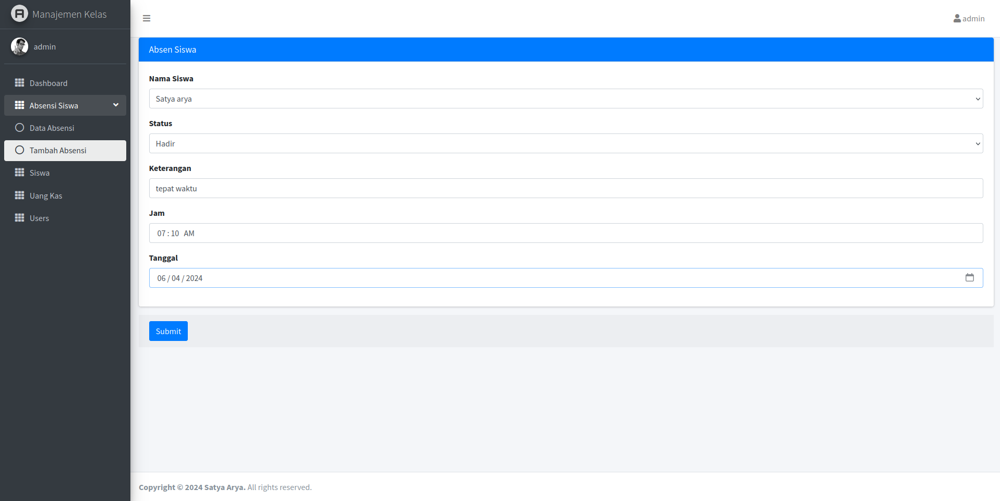 Manajemen Kelas
admin
admin
Dashboard
Absensi Siswa
Data Absensi
Tambah Absensi
Siswa
Uang Kas
Users
Absen Siswa
Nama Siswa
Satya arya
Status
Hadir
Keterangan
tepat waktu
Jam
07 : 10 AM
Tanggal
06 / 04 / 2024
Submit
Copyright © 2024 Satya Arya. All rights reserved.